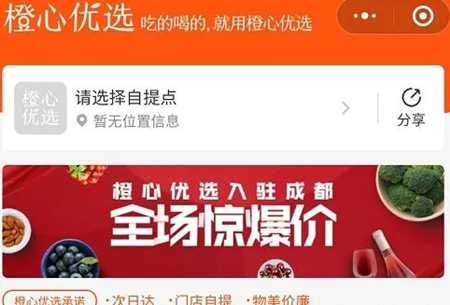 橙心优选 吃的喝的,就用橙心优选
橙心
优选
请选择自提点
暂无位置信息
分享
橙心优选入驻成都
全场惊爆价
橙心优选承诺 ·次日达 ·门店自提 ·物美价廉